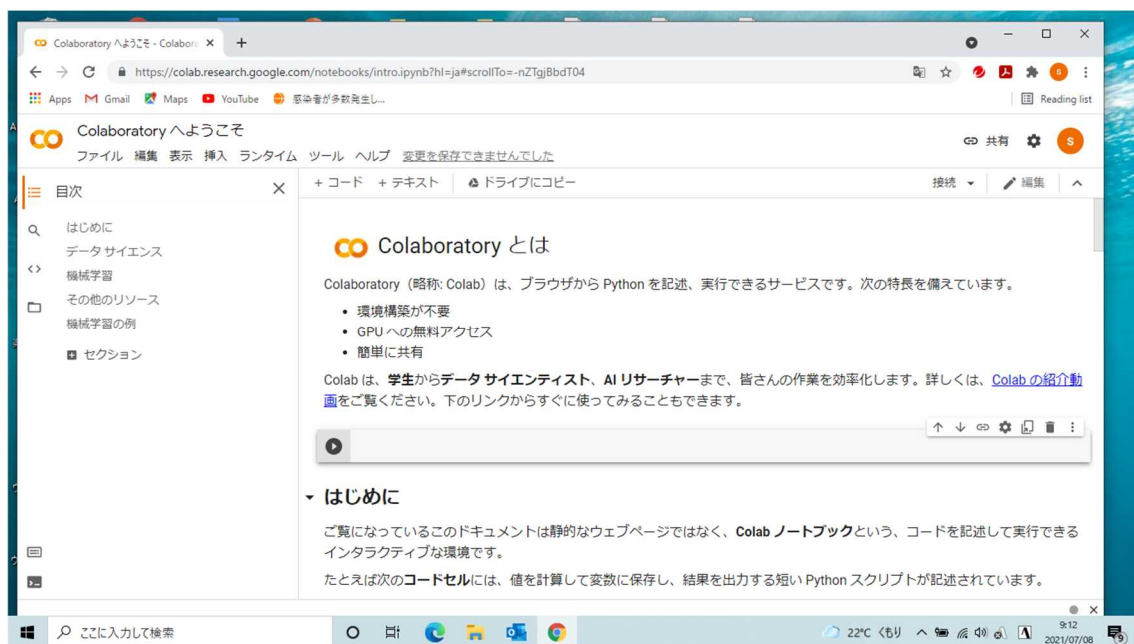 Colaboratory へようこそ - Colabor
https://colab.research.google.com/notebooks/intro.ipynb?hl=ja#scrollTo=-nZTgjBbdT04
Apps Gmail Maps YouTube 感染者が多数発生し... Reading list
Colaboratory へようこそ
共有
S
ファイル 編集 表示 挿入 ランタイム ツール ヘルプ 変更を保存できませんでした
目次
はじめに
データ サイエンス
機械学習
その他のリソース
機械学習の例
セクション
+ コード + テキスト ドライブにコピー 接続 編集
Colaboratory とは
Colaboratory（略称: Colab）は、ブラウザから Python を記述、実行できるサービスです。次の特長を備えています。
• 環境構築が不要
• GPU への無料アクセス
• 簡単に共有
Colab は、学生からデータ サイエンティスト、AI リサーチャーまで、皆さんの作業を効率化します。詳しくは、Colab の紹介動
画をご覧ください。下のリンクからすぐに使ってみることもできます。
はじめに
ご覧になっているこのドキュメントは静的なウェブページではなく、Colab ノートブックという、コードを記述して実行できる
インタラクティブな環境です。
たとえば次のコードセルには、値を計算して変数に保存し、結果を出力する短い Python スクリプトが記述されています。
ここに入力して検索
22°C くもり
A
9:12
2021/07/08